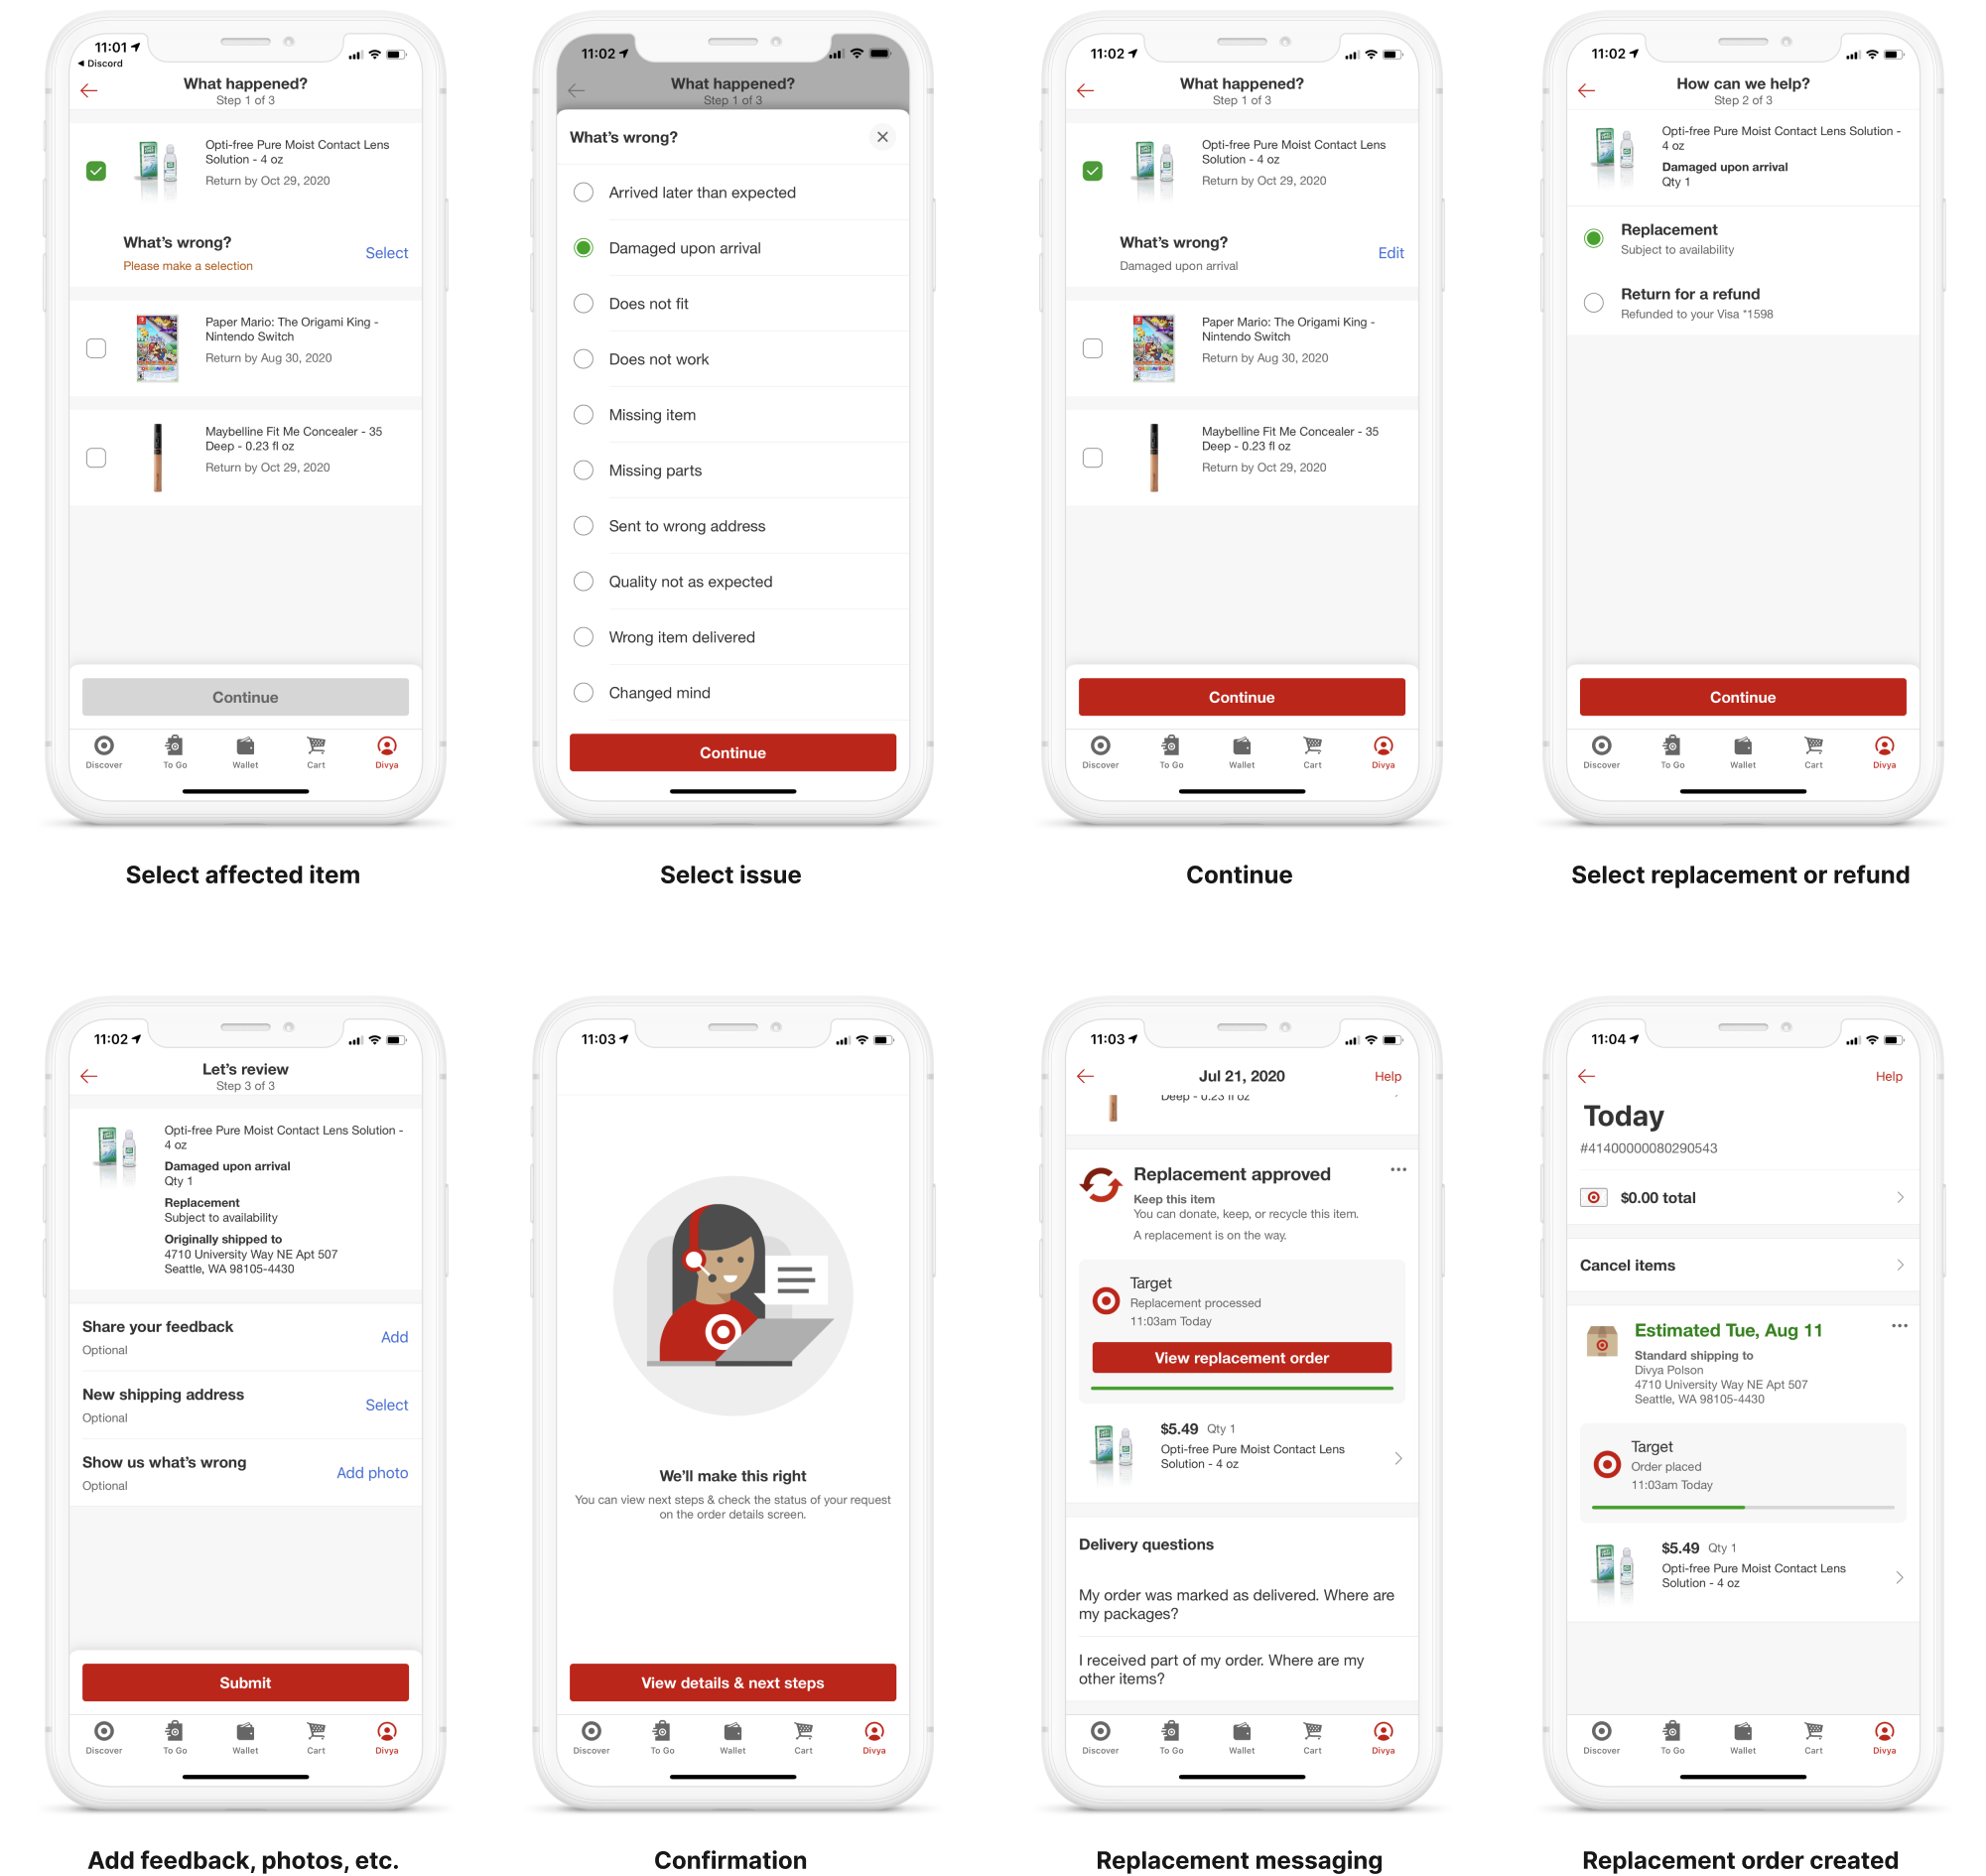 11:01
Discord
What happened?
Step 1 of 3
Opti-free Pure Moist Contact Lens
Solution - 4 oz
Return by Oct 29, 2020
What's wrong?
Please make a selection
Select
Paper Mario: The Origami King -
Nintendo Switch
Return by Aug 30, 2020
Maybelline Fit Me Concealer - 35
Deep - 0.23 fl oz
Return by Oct 29, 2020
Continue
Discover
To Go
Wallet
Cart
Divya
Select affected item
11:02
What happened?
Step 1 of 3
What's wrong?
Arrived later than expected
Damaged upon arrival
Does not fit
Does not work
Missing item
Missing parts
Sent to wrong address
Quality not as expected
Wrong item delivered
Changed mind
Continue
Select issue
11:02
What happened?
Step 1 of 3
Opti-free Pure Moist Contact Lens
Solution - 4 oz
Return by Oct 29, 2020
What's wrong?
Damaged upon arrival
Edit
Paper Mario: The Origami King -
Nintendo Switch
Return by Aug 30, 2020
Maybelline Fit Me Concealer - 35
Deep - 0.23 fl oz
Return by Oct 29, 2020
Continue
Discover
To Go
Wallet
Cart
Divya
Continue
11:02
How can we help?
Step 2 of 3
Opti-free Pure Moist Contact Lens Solution -
4 oz
Damaged upon arrival
Qty 1
Replacement
Subject to availability
Return for a refund
Refunded to your Visa *1598
Continue
Discover
To Go
Wallet
Cart
Divya
Select replacement or refund
11:02
Let's review
Step 3 of 3
Opti-free Pure Moist Contact Lens Solution -
4 oz
Damaged upon arrival
Qty 1
Replacement
Subject to availability
Originally shipped to
4710 University Way NE Apt 507
Seattle, WA 98105-4430
Share your feedback
Optional
Add
New shipping address
Optional
Select
Show us what's wrong
Optional
Add photo
Submit
Discover
To Go
Wallet
Cart
Divya
Add feedback, photos, etc.
11:03
We'll make this right
You can view next steps & check the status of your request
on the order details screen.
View details & next steps
Discover
To Go
Wallet
Cart
Divya
Confirmation
11:03
Jul 21, 2020
Help
Deep - 0.23 fl oz
Replacement approved
Keep this item
You can donate, keep, or recycle this item.
A replacement is on the way.
Target
Replacement processed
11:03am Today
View replacement order
$5.49 Qty 1
Opti-free Pure Moist Contact Lens
Solution - 4 oz
Delivery questions
My order was marked as delivered. Where are
my packages?
I received part of my order. Where are my
other items?
Discover
To Go
Wallet
Cart
Divya
Replacement messaging
11:04
Help
Today
#41400000080290543
$0.00 total
Cancel items
Estimated Tue, Aug 11
Standard shipping to
Divya Polson
4710 University Way NE Apt 507
Seattle, WA 98105-4430
Target
Order placed
11:03am Today
$5.49 Qty 1
Opti-free Pure Moist Contact Lens
Solution - 4 oz
Discover
To Go
Wallet
Cart
Divya
Replacement order created